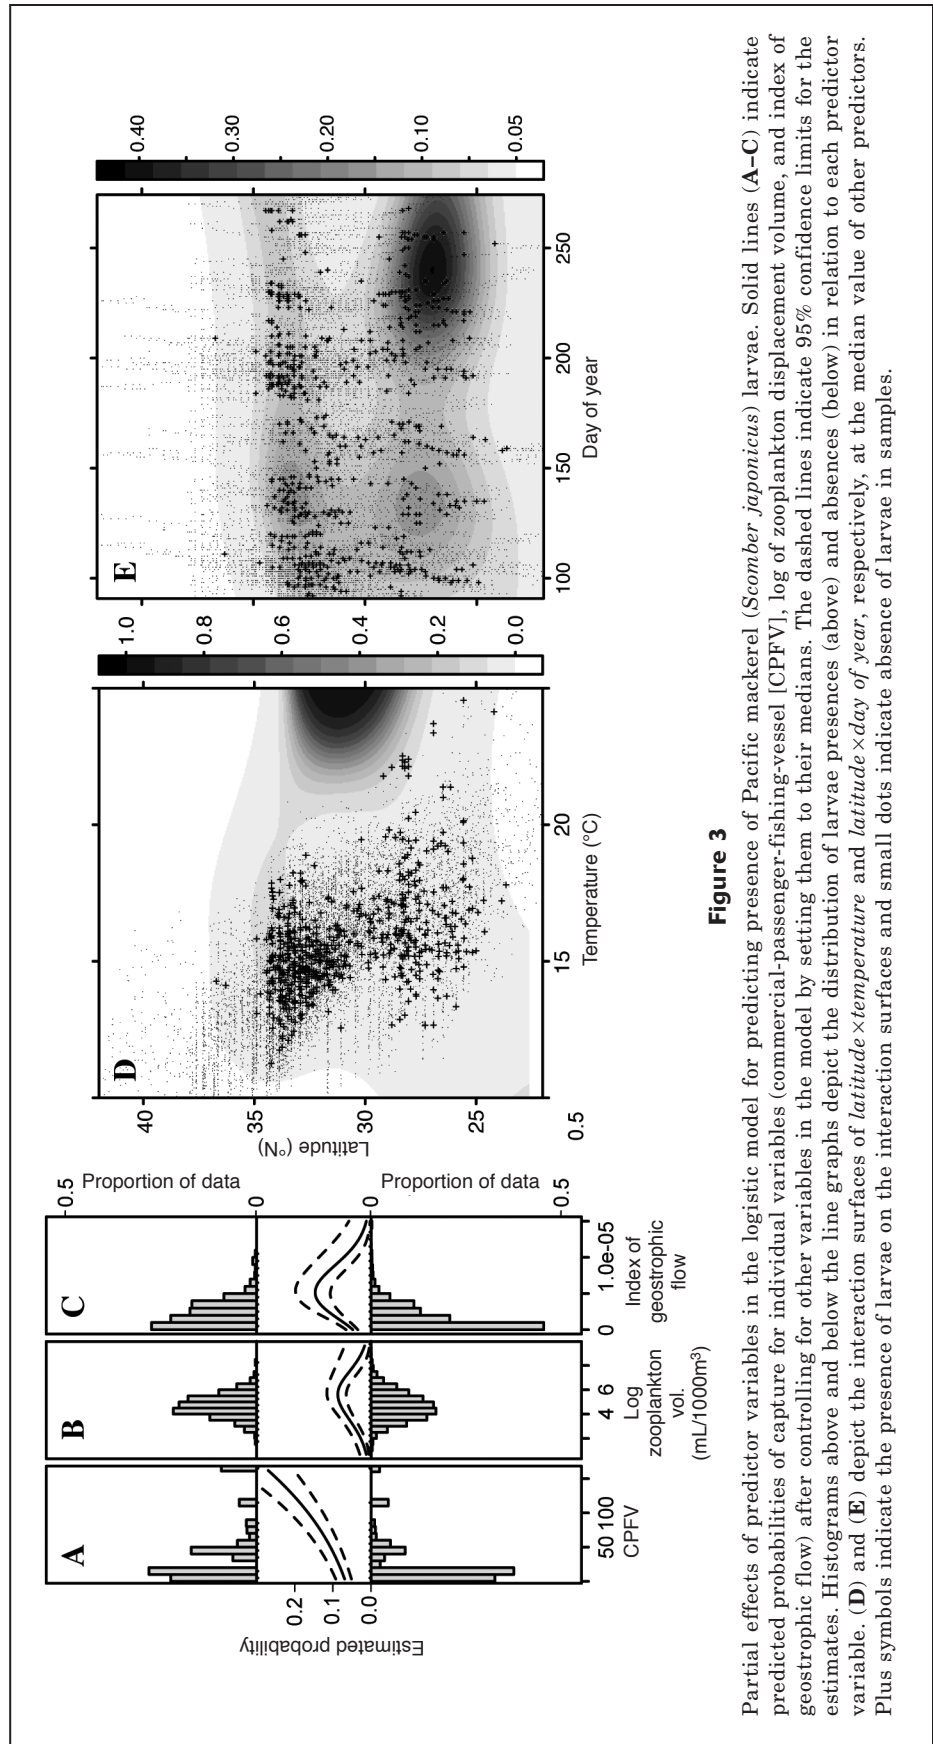 A
B
C
D
E
Estimated probability
0.2
0.1
0.0
50 100
CPFV
4 6
Log
zooplankton
vol.
(mL/1000m³)
0 1.0e-05
Index of
geostrophic
flow
0.5
Proportion of data
0
0
Proportion of data
0.5
40
35
30
25
Latitude (°N)
0.5
15 20
Temperature (°C)
1.0
0.8
0.6
0.4
0.2
0.0
100 150 200 250
Day of year
0.40
0.30
0.20
0.10
0.05
Figure 3
Partial effects of predictor variables in the logistic model for predicting presence of Pacific mackerel (Scomber japonicus) larvae. Solid lines (A–C) indicate
predicted probabilities of capture for individual variables (commercial-passenger-fishing-vessel [CPFV], log of zooplankton displacement volume, and index of
geostrophic flow) after controlling for other variables in the model by setting them to their medians. The dashed lines indicate 95% confidence limits for the
estimates. Histograms above and below the line graphs depict the distribution of larvae presences (above) and absences (below) in relation to each predictor
variable. (D) and (E) depict the interaction surfaces of latitude×temperature and latitude×day of year, respectively, at the median value of other predictors.
Plus symbols indicate the presence of larvae on the interaction surfaces and small dots indicate absence of larvae in samples.